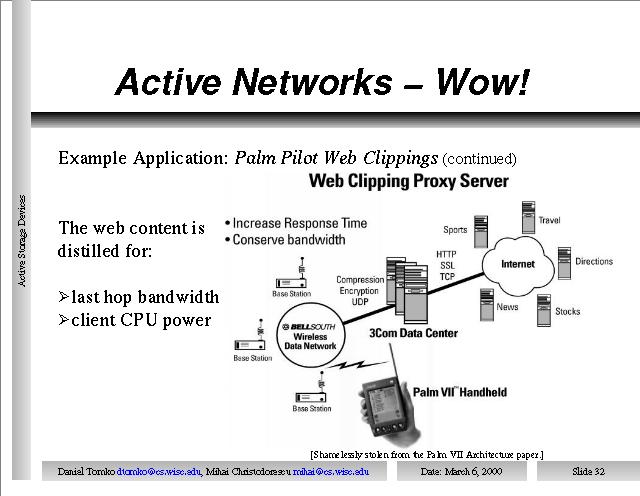 Active Networks – Wow!
Example Application: Palm Pilot Web Clippings (continued)
Web Clipping Proxy Server
Active Storage Devices
The web content is
distilled for:
➢last hop bandwidth
➢client CPU power
• Increase Response Time
• Conserve bandwidth
Sports
Travel
HTTP
SSL
TCP
Internet
Directions
News
Stocks
Compression
Encryption
UDP
3Com Data Center
Base Station
BELLSOUTH
Wireless
Data Network
Base Station
Base Station
Palm VII™ Handheld
[Shamelessly stolen from the Palm VII Architecture paper.]
Daniel Tomko dtomko@cs.wisc.edu, Mihai Christodorescu mihai@cs.wisc.edu
Date: March 6, 2000
Slide 32